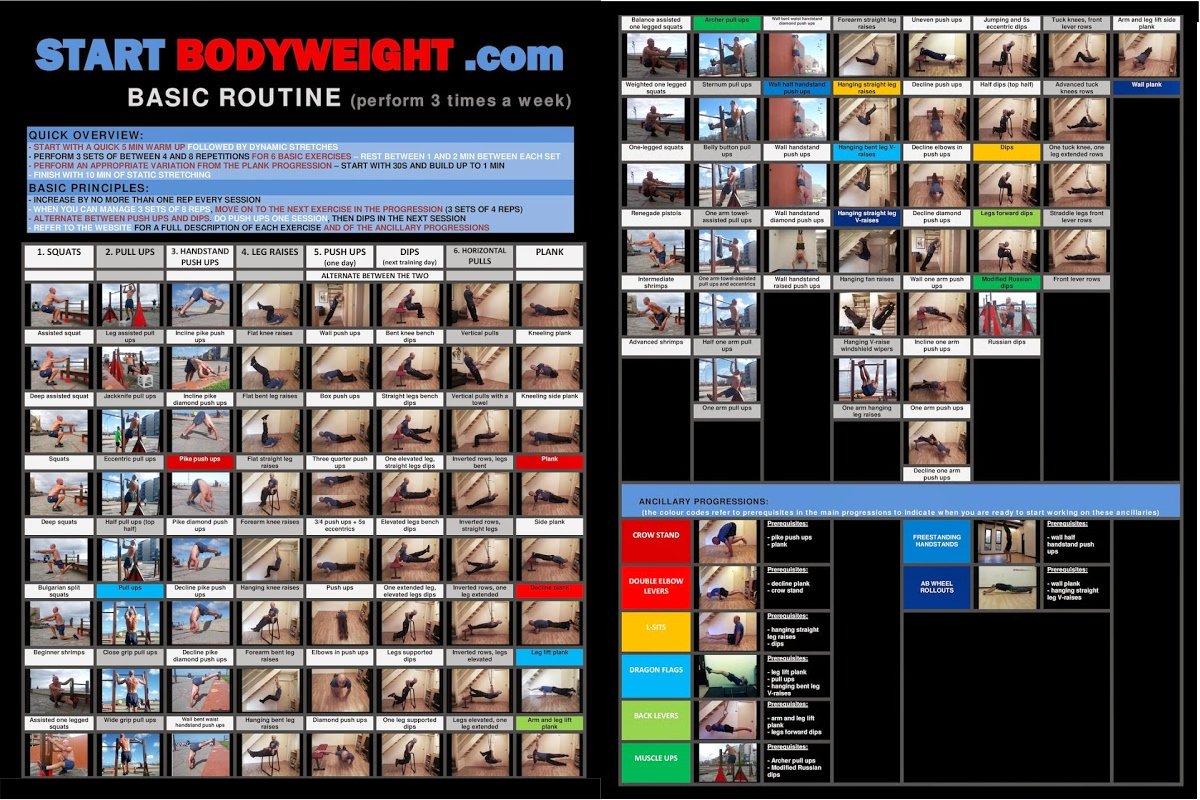 START BODYWEIGHT .com
BASIC ROUTINE (perform 3 times a week)
QUICK OVERVIEW:
- START WITH A QUICK 5 MIN WARM UP FOLLOWED BY DYNAMIC STRETCHES
- PERFORM 3 SETS OF BETWEEN 4 AND 8 REPETITIONS FOR 6 BASIC EXERCISES – REST BETWEEN 1 AND 2 MIN BETWEEN EACH SET
- PERFORM AN APPROPRIATE VARIATION FROM THE PLANK PROGRESSION – START WITH 30S AND BUILD UP TO 1 MIN
- FINISH WITH 10 MIN OF STATIC STRETCHING
BASIC PRINCIPLES:
- INCREASE BY NO MORE THAN ONE REP EVERY SESSION
- WHEN YOU CAN MANAGE 3 SETS OF 8 REPS, MOVE ON TO THE NEXT EXERCISE IN THE PROGRESSION (3 SETS OF 4 REPS)
- ALTERNATE BETWEEN PUSH UPS AND DIPS. DO PUSH UPS ONE SESSION, THEN DIPS IN THE NEXT SESSION
- REFER TO THE WEBSITE FOR A FULL DESCRIPTION OF EACH EXERCISE AND OF THE ANCILLARY PROGRESSIONS
1. SQUATS
2. PULL UPS
3. HANDSTAND
PUSH UPS
4. LEG RAISES
5. PUSH UPS
(one day)
DIPS
(next training day)
6. HORIZONTAL
PULLS
PLANK
ALTERNATE BETWEEN THE TWO
Assisted squat
Leg assisted pull
ups
Incline pike push ups
Flat knee raises
Wall push ups
Bent knee bench
dips
Vertical pulls
Kneeling plank
Deep assisted squat
Jackknife pull ups
Incline pike
diamond push ups
Flat bent leg raises
Box push ups
Straight legs bench
dips
Vertical pulls with a
towel
Kneeling side plank
Squats
Eccentric pull ups
Pike push ups
Flat straight leg
raises
Three quarter push
ups
One elevated leg,
straight legs dips
Inverted rows, legs
bent
Plank
Deep squats
Half pull ups (top
half)
Pike diamond push
ups
Forearm knee raises
3/4 push ups + 5s
eccentrics
Elevated legs bench
dips
Inverted rows, straight
legs
Side plank
Bulgarian split
squats
Pull ups
Decline pike push
ups
Hanging knee raises
Push ups
One extended leg,
elevated legs dips
Inverted rows, one
leg extended
Decline plank
Beginner shrimps
Close grip pull ups
Decline pike
diamond push ups
Forearm bent leg
raises
Elbows in push ups
Legs supported
dips
Inverted rows, legs
elevated
Leg lift plank
Assisted one legged
squats
Wide grip pull ups
Wall bent waist
handstand push ups
Hanging bent leg
raises
Diamond push ups
One leg supported
dips
Legs elevated, one
leg extended
Arm and leg lift
plank
Balance assisted
one legged squats
Archer pull ups
Wall bent waist handstand
diamond push ups
Forearm straight leg
raises
Uneven push ups
Jumping and 5s
eccentric dips
Tuck knees, front
lever rows
Arm and leg lift side
plank
Weighted one legged
squats
Sternum pull ups
Wall half handstand
push ups
Hanging straight leg
raises
Decline push ups
Half dips (top half)
Advanced tuck
knees rows
Wall plank
One-legged squats
Belly button pull
ups
Wall handstand
push ups
Hanging bent leg V-
raises
Decline elbows in
push ups
Dips
One tuck knee, one
leg extended rows
Renegade pistols
One arm towel-
assisted pull ups
Wall handstand
diamond push ups
Hanging straight leg
V-raises
Decline diamond
push ups
Legs forward dips
Straddle legs front
lever rows
Intermediate
shrimps
One arm towel-assisted
pull ups and eccentrics
Wall handstand
raised push ups
Hanging fan raises
Wall one arm push
ups
Modified Russian
dips
Front lever rows
Advanced shrimps
Half one arm pull
ups
Hanging V-raise
windshield wipers
Incline one arm
push ups
Russian dips
One arm pull ups
One arm hanging
leg raises
One arm push ups
Decline one arm
push ups
ANCILLARY PROGRESSIONS:
(the colour codes refer to prerequisites in the main progressions to indicate when you are ready to start working on these ancillaries)
CROW STAND
Prerequisites:
- pike push ups
- plank
DOUBLE ELBOW
LEVERS
Prerequisites:
- decline plank
- crow stand
L-SITS
Prerequisites:
- hanging straight
leg raises
- dips
DRAGON FLAGS
Prerequisites:
- leg lift plank
- pull ups
- hanging bent leg
V-raises
BACK LEVERS
Prerequisites:
- arm and leg lift
plank
- legs forward dips
MUSCLE UPS
Prerequisites:
- Archer pull ups
- Modified Russian
dips
FREESTANDING
HANDSTANDS
Prerequisites:
- wall half
handstand push
ups
AB WHEEL
ROLLOUTS
Prerequisites:
- wall plank
- hanging straight
leg V-raises